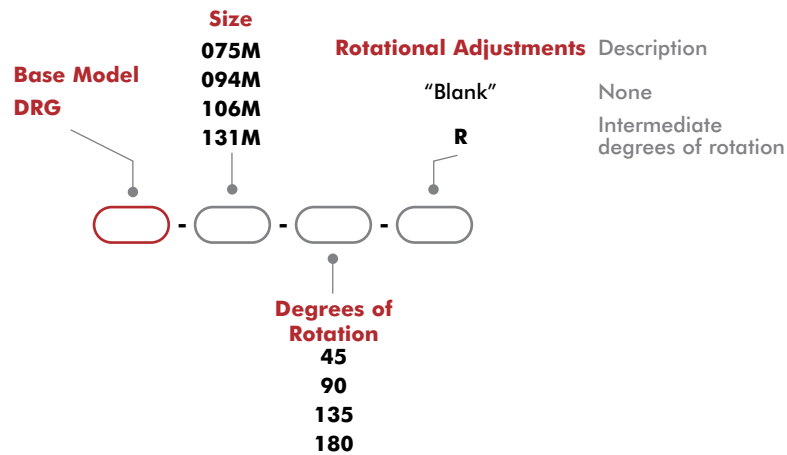 Size
075M
094M
106M
131M
Base Model
DRG
Rotational Adjustments Description
“Blank” None
R Intermediate
degrees of rotation
- - -
Degrees of
Rotation
45
90
135
180